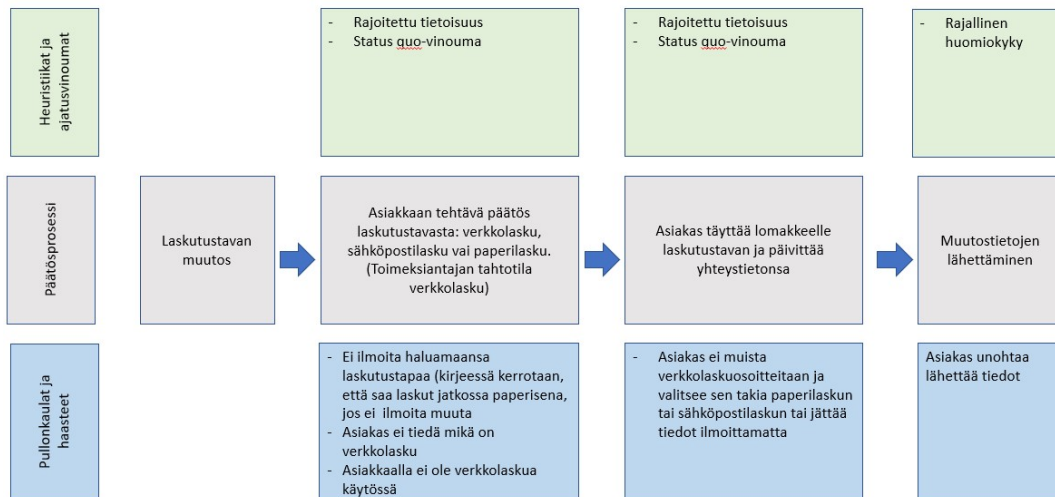 Heuristiikat ja
ajatusvinoumat
- Rajoitettu tietoisuus
- Status quo-vinouma
- Rajoitettu tietoisuus
- Status quo-vinouma
- Rajallinen
huomiokyky
Päätösprosessi
Laskutustavan
muutos
Asiakkaan tehtävä päätös
laskutustavasta: verkkolasku,
sähköpostilasku vai paperilasku.
(Toimeksiantajan tahtotila
verkkolasku)
Asiakas täyttää lomakkeelle
laskutustavan ja päivittää
yhteystietonsa
Muutostietojen
lähettäminen
Pullonkaulat ja
haasteet
- Ei ilmoita haluamaansa
laskutustapaa (kirjeessä kerrotaan,
että saa laskut jatkossa paperisena,
jos ei ilmoita muuta
- Asiakas ei tiedä mikä on
verkkolasku
- Asiakkaalla ei ole verkkolaskua
käytössä
- Asiakas ei muista
verkkolaskuosoitteitaan ja
valitsee sen takia paperilaskun
tai sähköpostilaskun tai jättää
tiedot ilmoittamatta
Asiakas unohtaa
lähettää tiedot